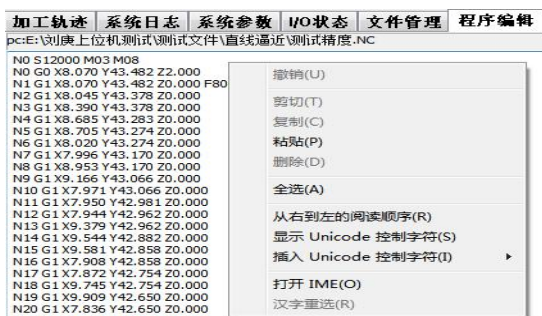 加工轨迹 系统日志 系统参数 I/O状态 文件管理 程序编辑
pc:E:\刘庚上位机测试\测试文件\直线逼近\测试精度.NC
N0 S12000 M03 M08
N0 G0 X8.070 Y43.482 Z2.000
N1 G1 X8.070 Y43.482 Z0.000 F80
N2 G1 X8.045 Y43.378 Z0.000
N3 G1 X8.390 Y43.378 Z0.000
N4 G1 X8.685 Y43.283 Z0.000
N5 G1 X8.705 Y43.274 Z0.000
N6 G1 X8.020 Y43.274 Z0.000
N7 G1 X7.996 Y43.170 Z0.000
N8 G1 X8.953 Y43.170 Z0.000
N9 G1 X9.166 Y43.066 Z0.000
N10 G1 X7.971 Y43.066 Z0.000
N11 G1 X7.950 Y42.981 Z0.000
N12 G1 X7.944 Y42.962 Z0.000
N13 G1 X9.379 Y42.962 Z0.000
N14 G1 X9.544 Y42.882 Z0.000
N15 G1 X9.581 Y42.858 Z0.000
N16 G1 X7.908 Y42.858 Z0.000
N17 G1 X7.872 Y42.754 Z0.000
N18 G1 X9.745 Y42.754 Z0.000
N19 G1 X9.909 Y42.650 Z0.000
N20 G1 X7.836 Y42.650 Z0.000
撤销(U)
剪切(T)
复制(C)
粘贴(P)
删除(D)
全选(A)
从右到左的阅读顺序(R)
显示 Unicode 控制字符(S)
插入 Unicode 控制字符(I)
打开 IME(O)
汉字重选(R)